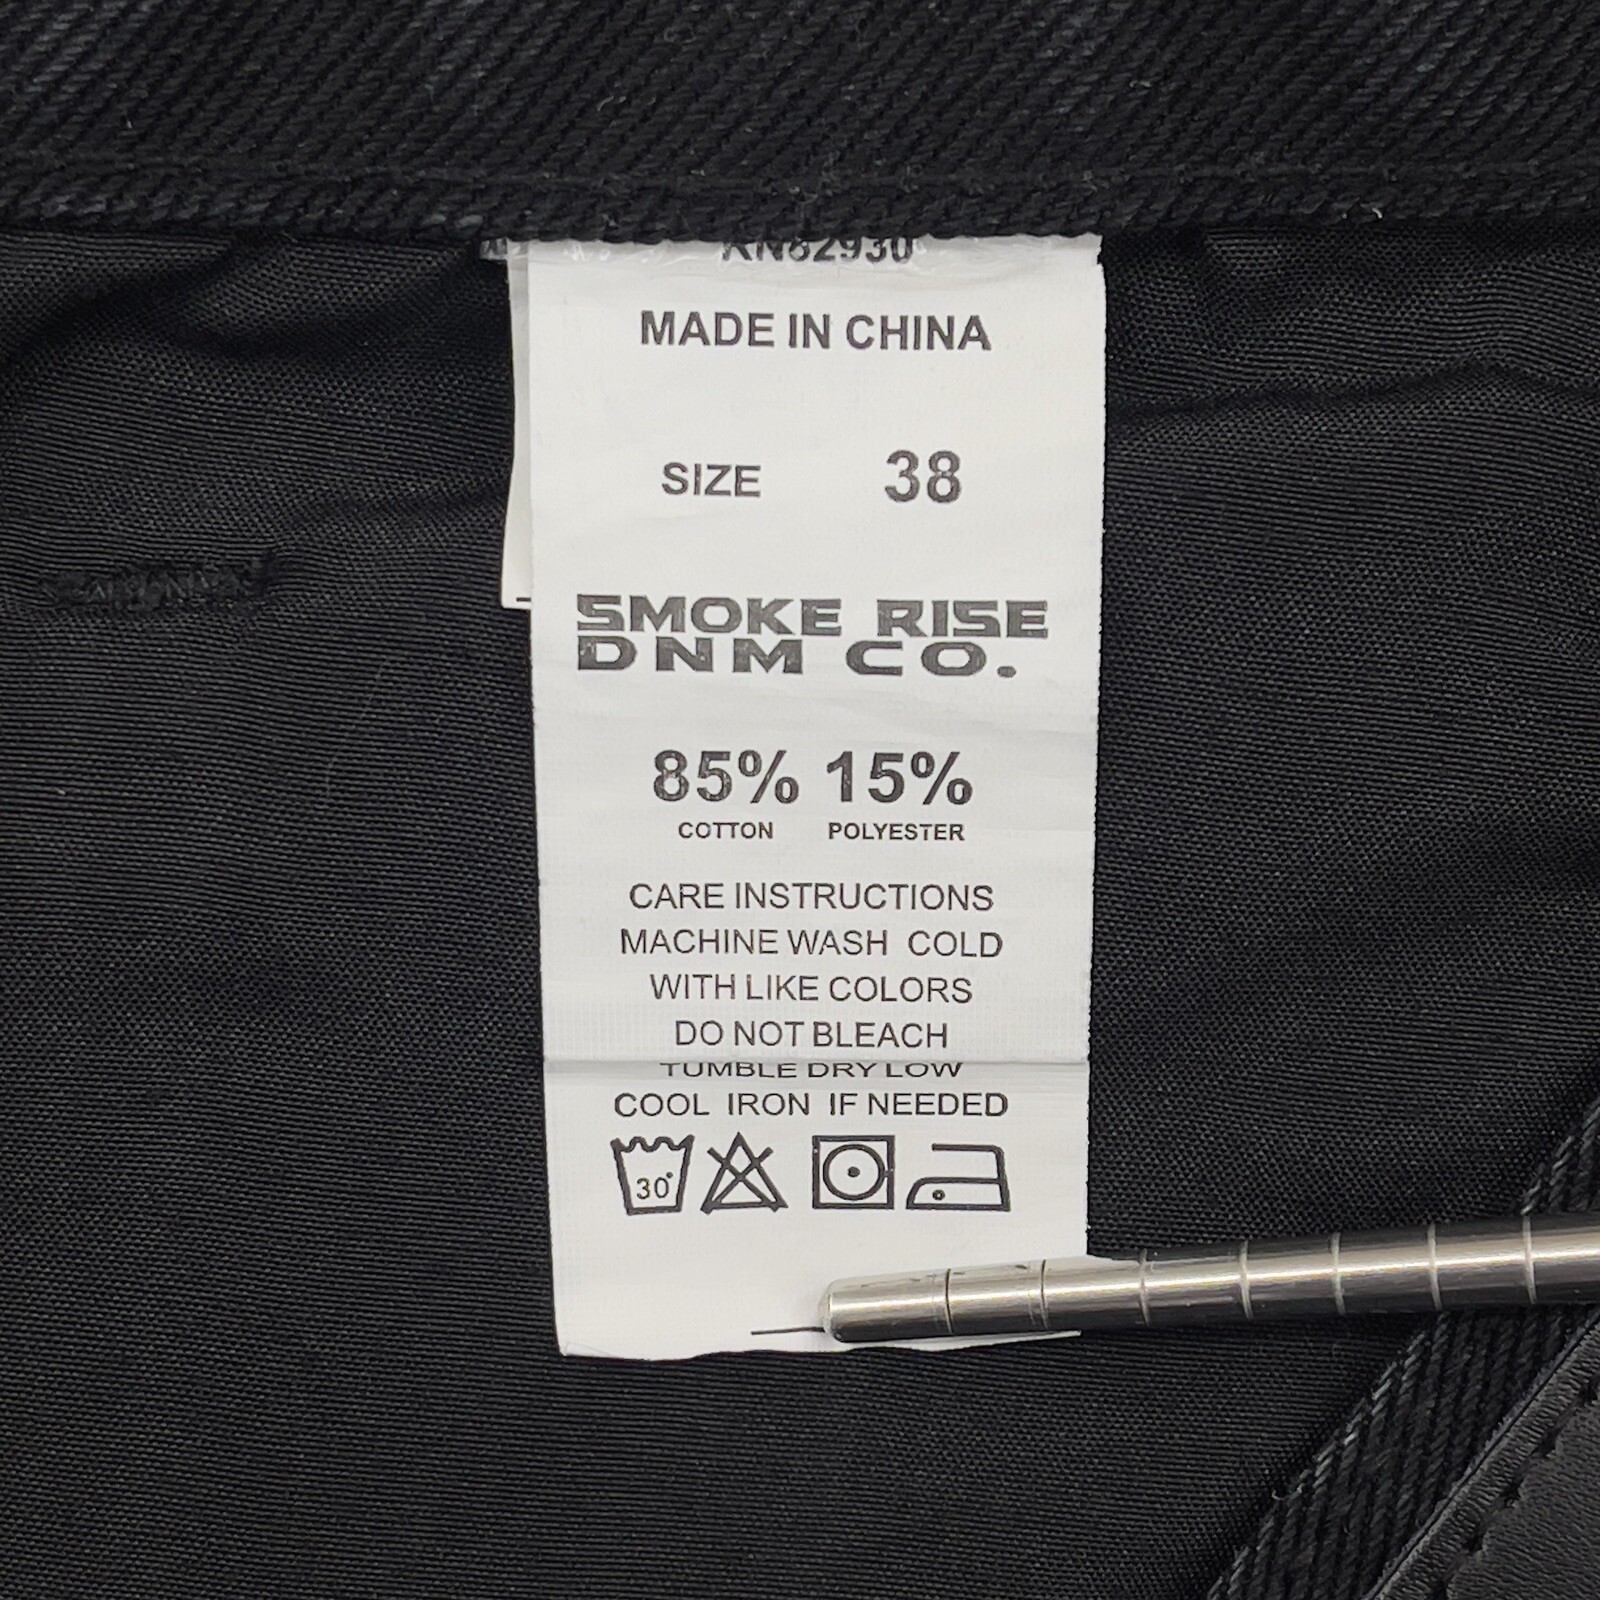 RN82930
MADE IN CHINA
SIZE 38
SMOKE RISE
DNM CO.
85% 15%
COTTON POLYESTER
CARE INSTRUCTIONS
MACHINE WASH COLD
WITH LIKE COLORS
DO NOT BLEACH
TUMBLE DRY LOW
COOL IRON IF NEEDED
30°